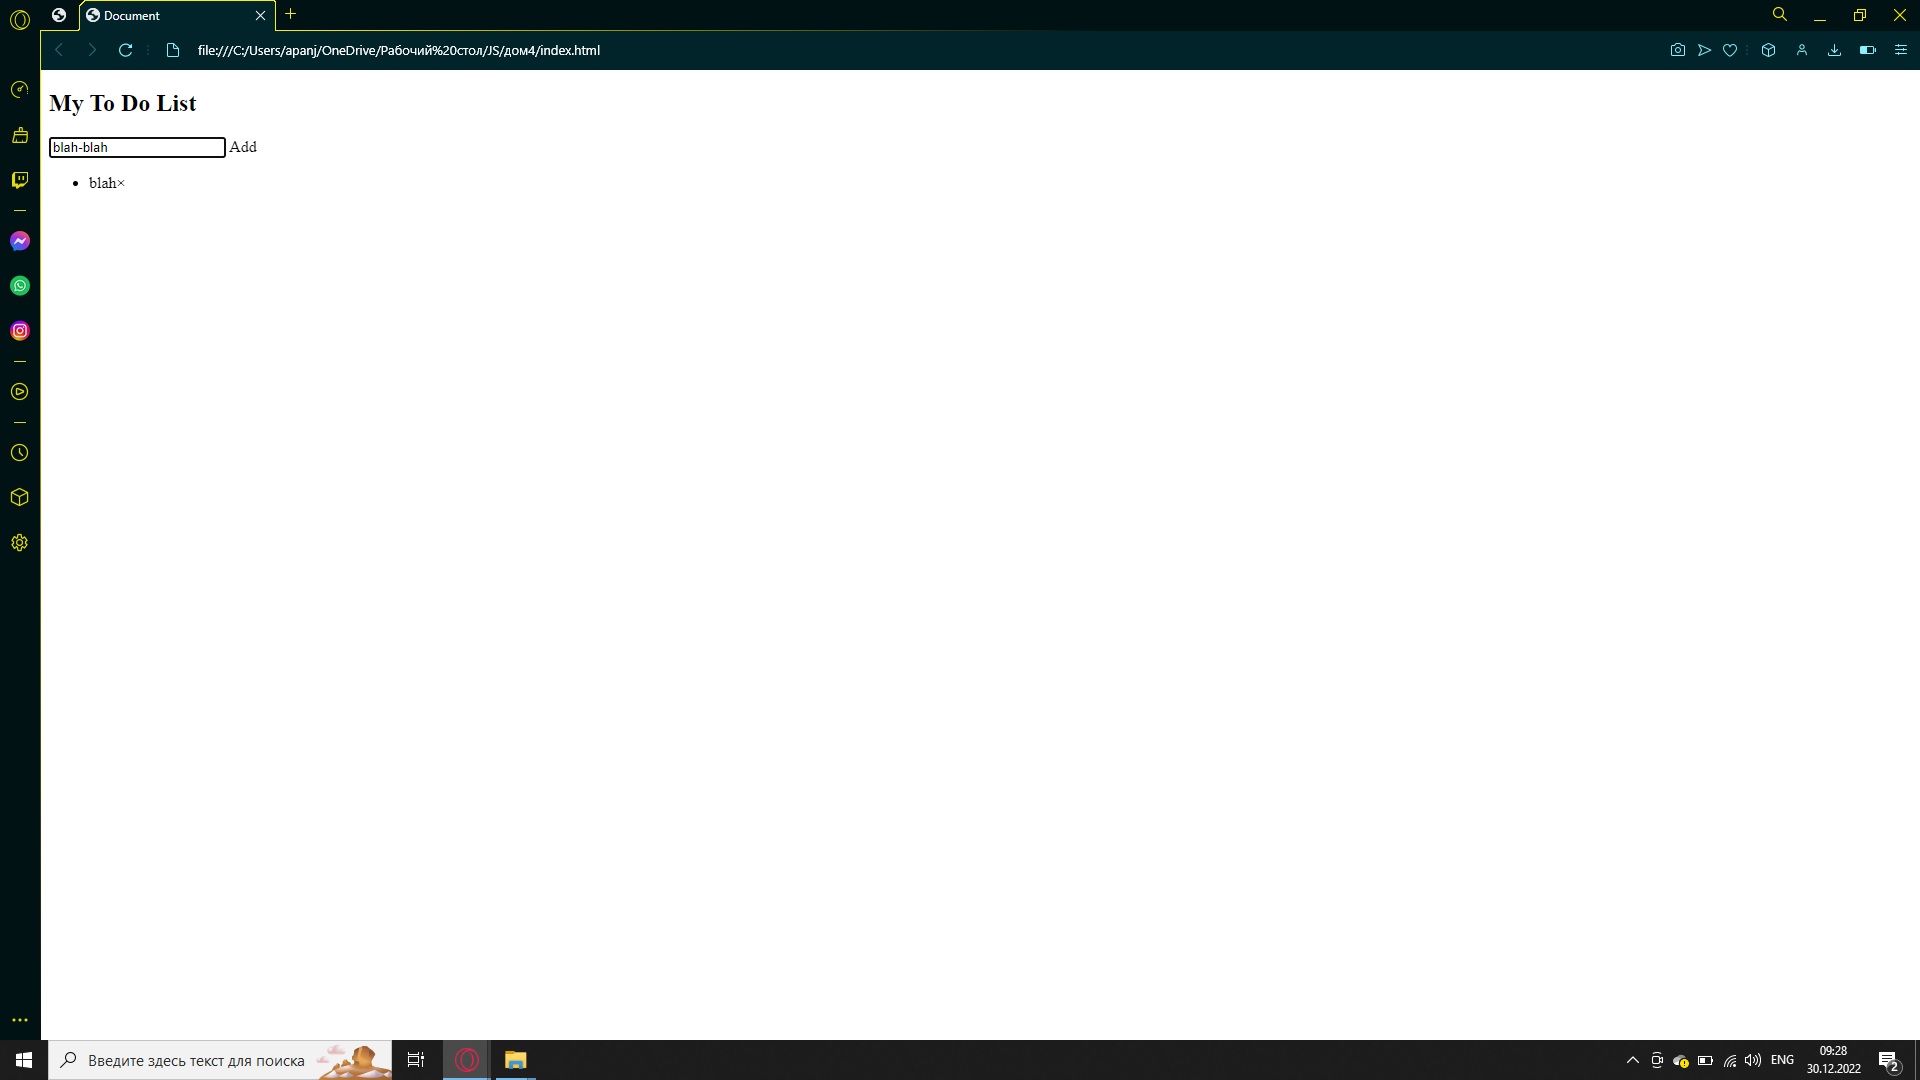 Document
file:///C:/Users/apanj/OneDrive/Рабочий%20стол/JS/дом4/index.html
My To Do List
blah-blah Add
blah×
Введите здесь текст для поиска
ENG
09:28
30.12.2022
2